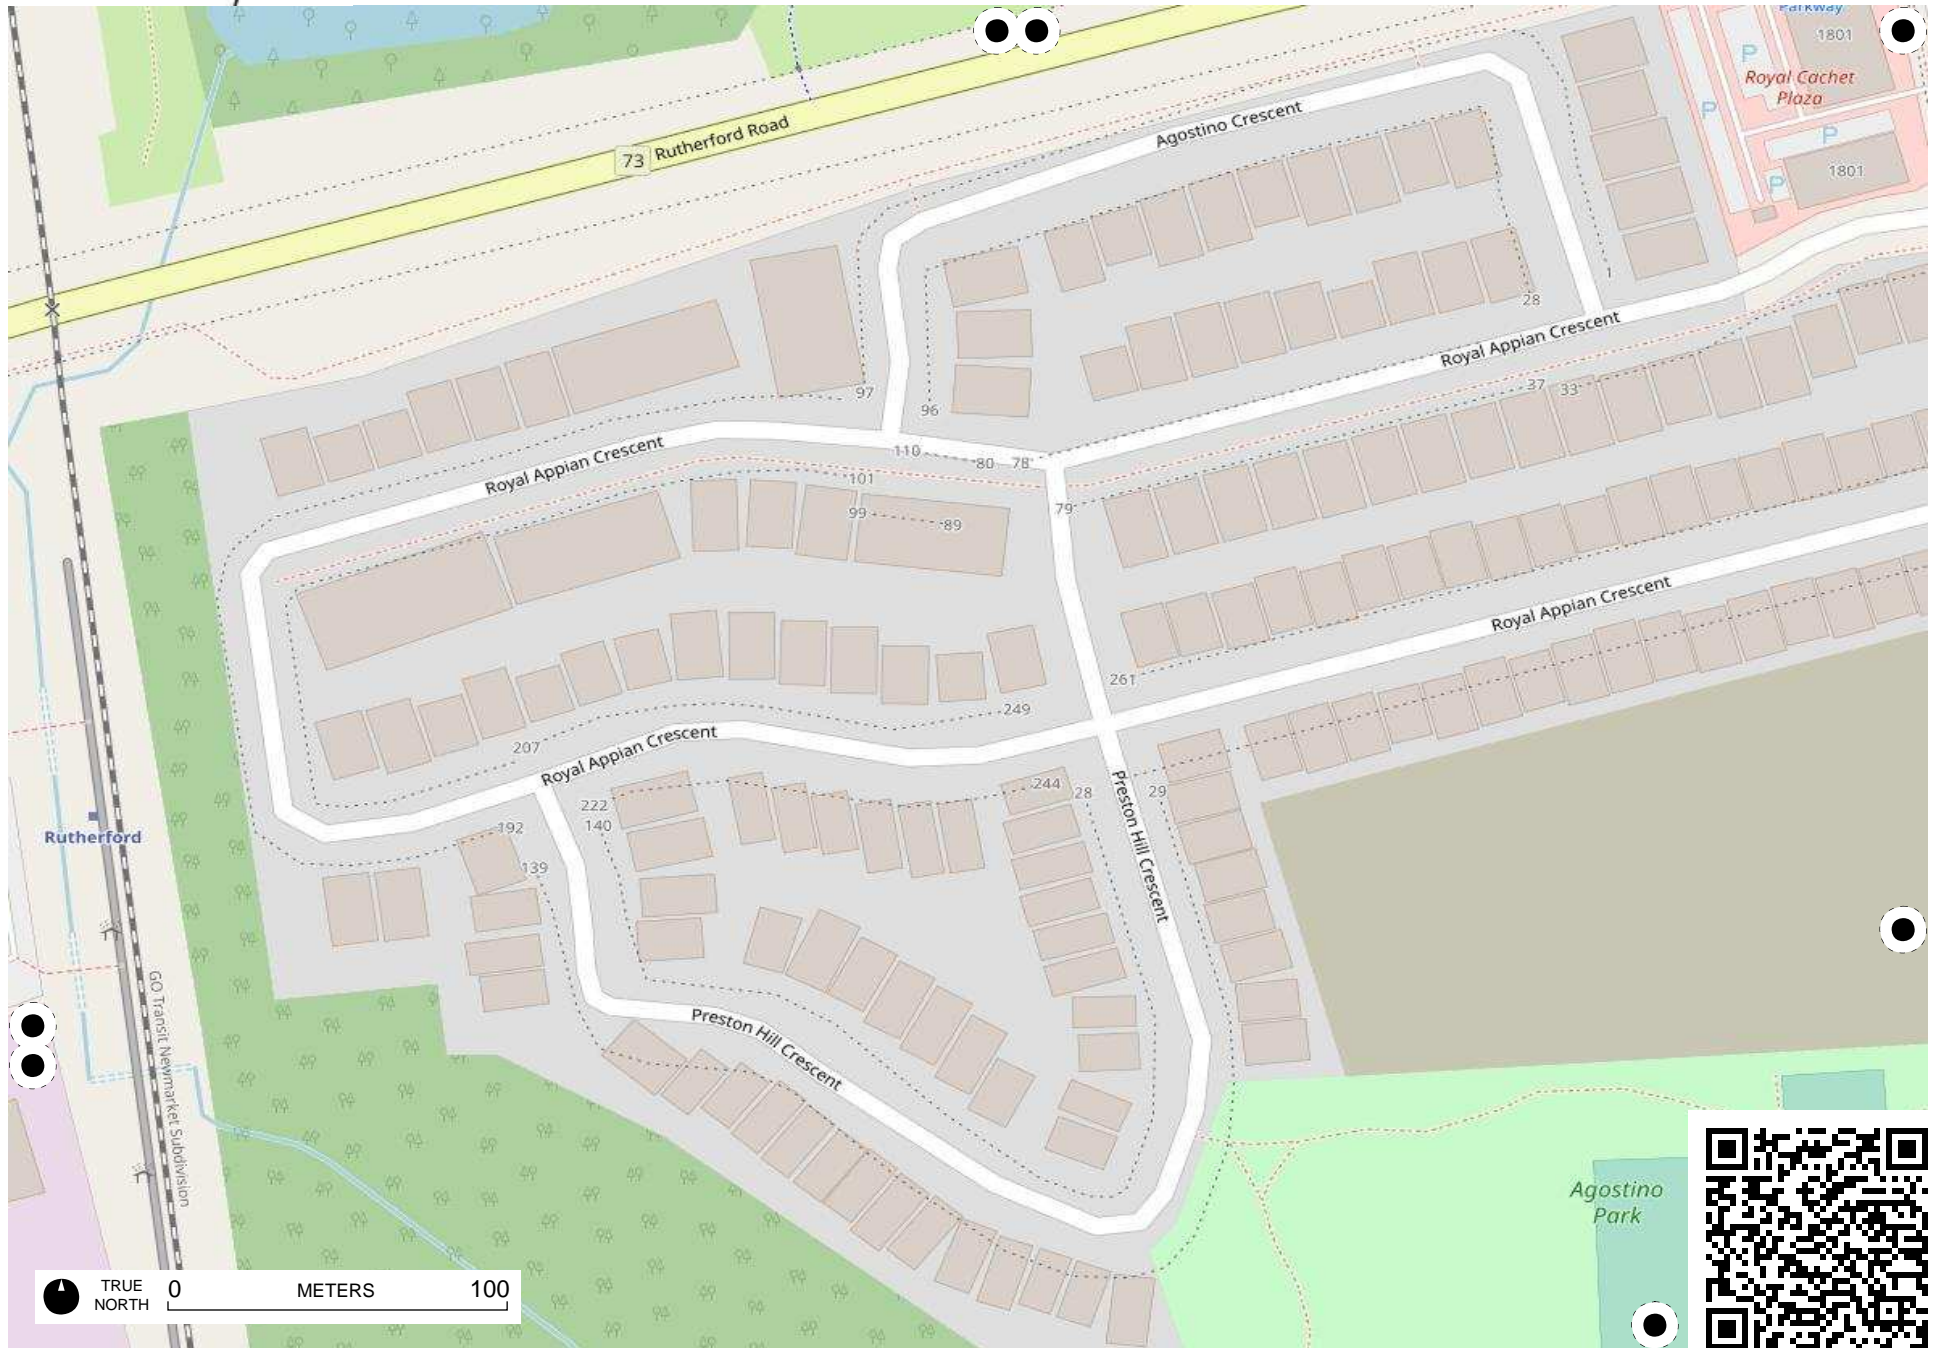 Parkway
1801
Royal Cachet
Plaza
P
P
P
P
1801
Agostino Crescent
73
Rutherford Road
1
28
Royal Appian Crescent
37
33
97
96
110
80
78
Royal Appian Crescent
101
99
89
79
Royal Appian Crescent
261
249
207
Royal Appian Crescent
222
140
244
28
29
Preston Hill Crescent
Rutherford
192
139
GO Transit Newmarket Subdivision
Preston Hill Crescent
Agostino
Park
TRUE
NORTH
0
METERS
100